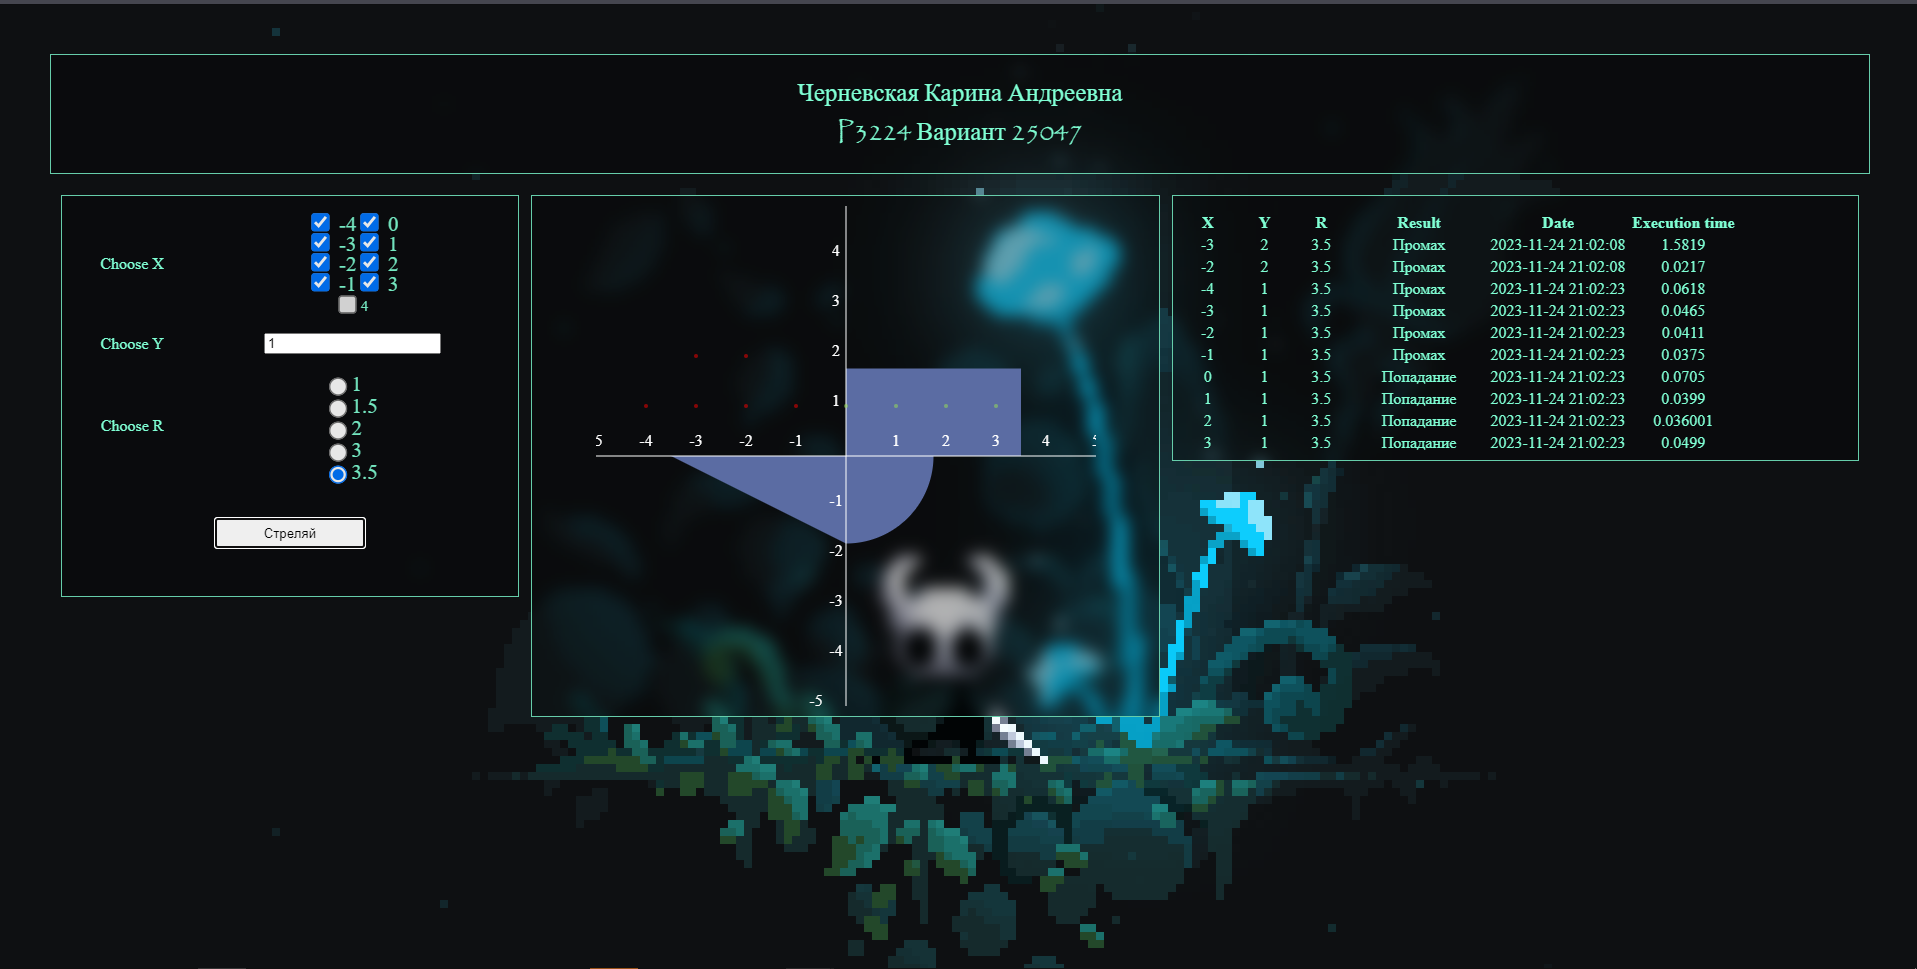 Черневская Карина Андреевна
P3224 Вариант 25047
Choose X
-4 0
-3 1
-2 2
-1 3
4
Choose Y
1
Choose R
1
1.5
2
3
3.5
Стреляй
4
3
2
1
5 -4 -3 -2 -1 1 2 3 4
-1
-2
-3
-4
-5
X Y R Result Date Execution time
-3 2 3.5 Промах 2023-11-24 21:02:08 1.5819
-2 2 3.5 Промах 2023-11-24 21:02:08 0.0217
-4 1 3.5 Промах 2023-11-24 21:02:23 0.0618
-3 1 3.5 Промах 2023-11-24 21:02:23 0.0465
-2 1 3.5 Промах 2023-11-24 21:02:23 0.0411
-1 1 3.5 Промах 2023-11-24 21:02:23 0.0375
0 1 3.5 Попадание 2023-11-24 21:02:23 0.0705
1 1 3.5 Попадание 2023-11-24 21:02:23 0.0399
2 1 3.5 Попадание 2023-11-24 21:02:23 0.036001
3 1 3.5 Попадание 2023-11-24 21:02:23 0.0499